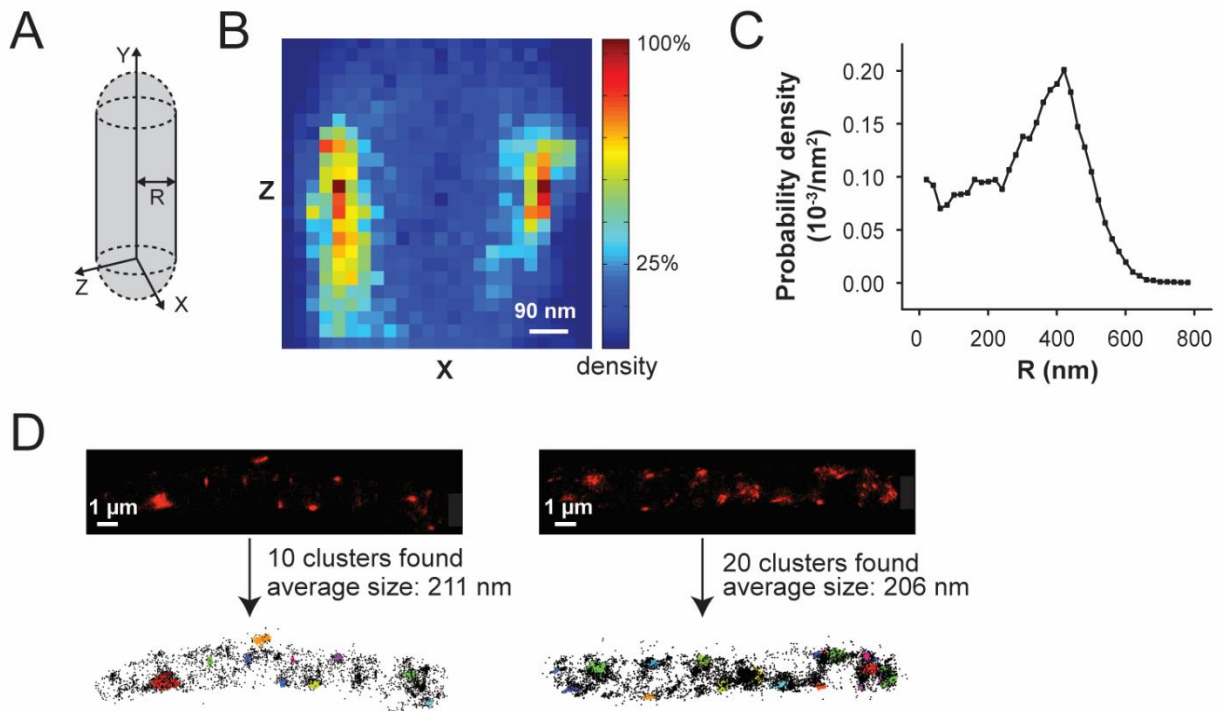 A
Y
R
Z
X
B
100%
25%
Z
90 nm
X
density
C
Probability density
(10⁻³/nm²)
0.20
0.15
0.10
0.05
0.00
0 200 400 600 800
R (nm)
D
1 µm
10 clusters found
average size: 211 nm
1 µm
20 clusters found
average size: 206 nm